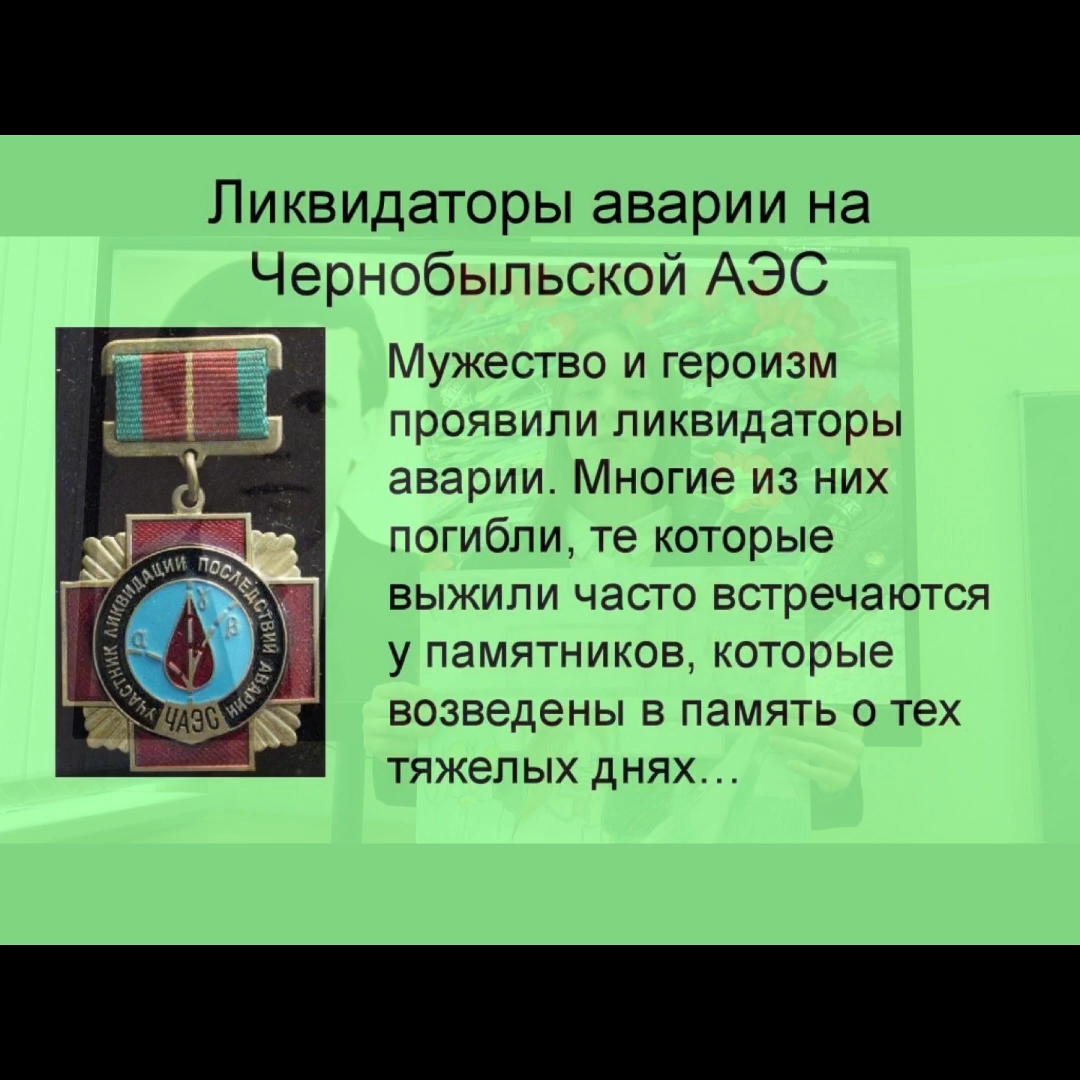 Ликвидаторы аварии на
Чернобыльской АЭС
Мужество и героизм
проявили ликвидаторы
аварии. Многие из них
погибли, те которые
выжили часто встречаются
у памятников, которые
возведены в память о тех
тяжелых днях...
УЧАСТНИК ЛИКВИДАЦИИ ПОСЛЕДСТВИЙ АВАРИИ
ЧАЭС
α γ β